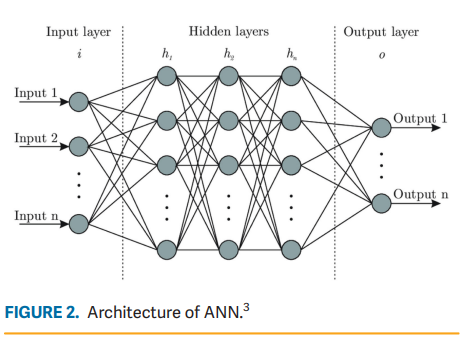 Input layer
Hidden layers
Output layer
i
h₁
h₂
hₙ
o
Input 1
Input 2
Input n
Output 1
Output n
FIGURE 2. Architecture of ANN.³